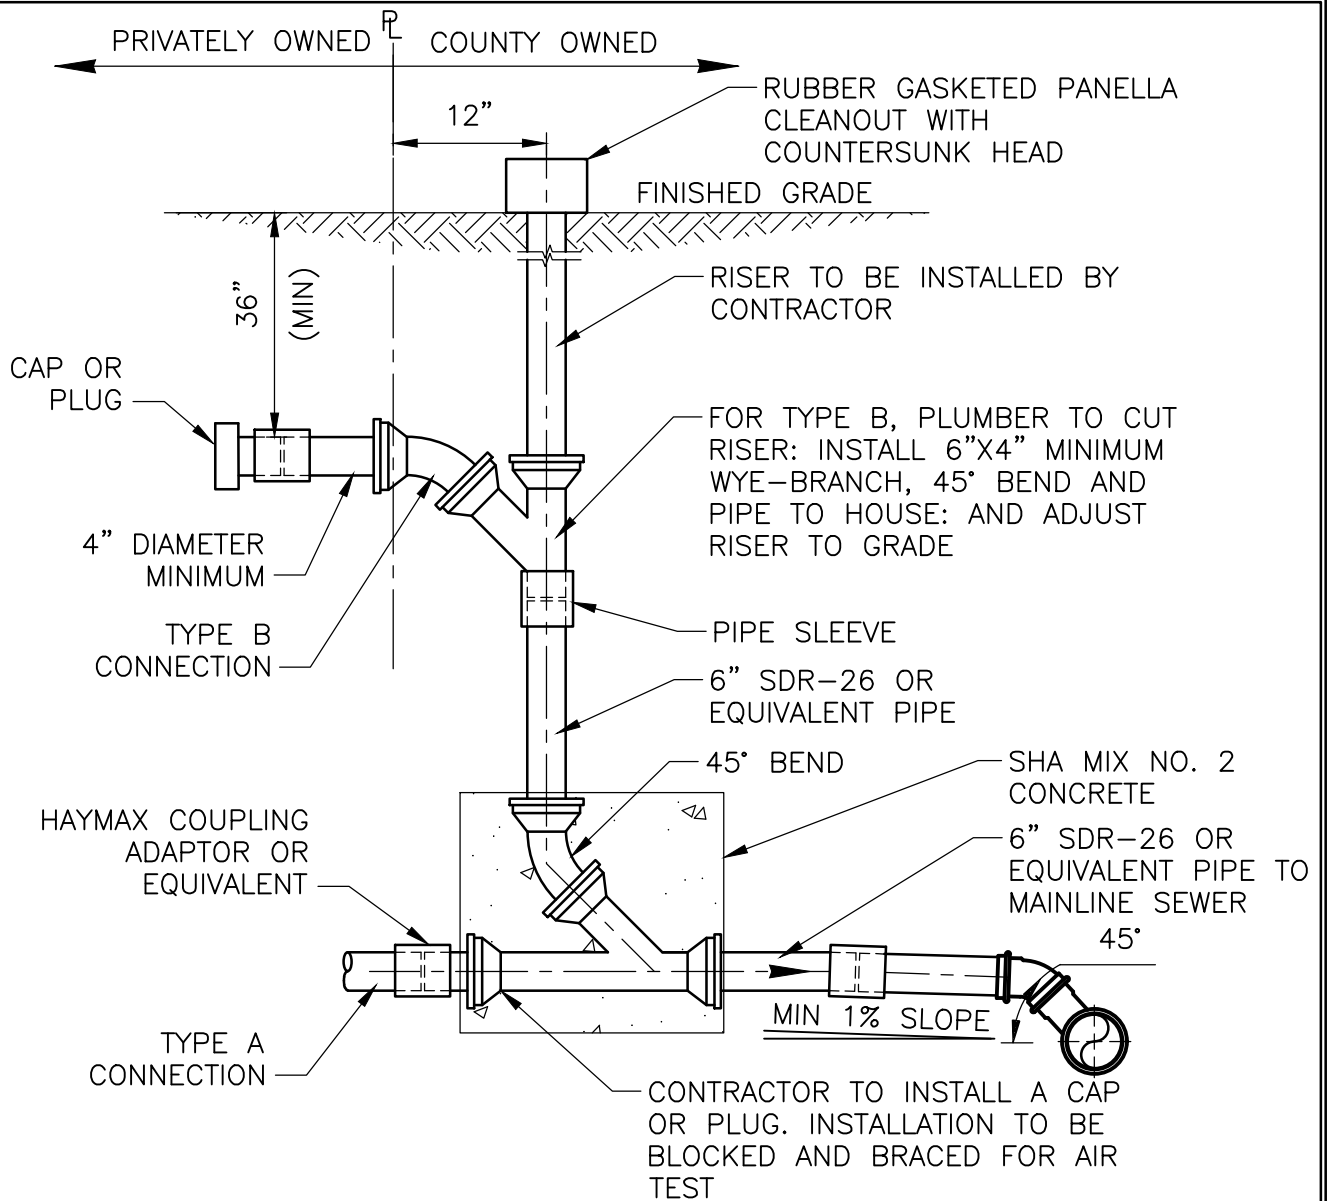 PRIVATELY OWNED
PL
COUNTY OWNED
12”
RUBBER GASKETED PANELLA
CLEANOUT WITH
COUNTERSUNK HEAD
FINISHED GRADE
36”
(MIN)
RISER TO BE INSTALLED BY
CONTRACTOR
CAP OR
PLUG
FOR TYPE B, PLUMBER TO CUT
RISER: INSTALL 6”X4” MINIMUM
WYE–BRANCH, 45° BEND AND
PIPE TO HOUSE: AND ADJUST
RISER TO GRADE
4” DIAMETER
MINIMUM
TYPE B
CONNECTION
PIPE SLEEVE
6” SDR–26 OR
EQUIVALENT PIPE
45° BEND
SHA MIX NO. 2
CONCRETE
HAYMAX COUPLING
ADAPTOR OR
EQUIVALENT
6” SDR–26 OR
EQUIVALENT PIPE TO
MAINLINE SEWER
45°
MIN 1% SLOPE
TYPE A
CONNECTION
CONTRACTOR TO INSTALL A CAP
OR PLUG. INSTALLATION TO BE
BLOCKED AND BRACED FOR AIR
TEST